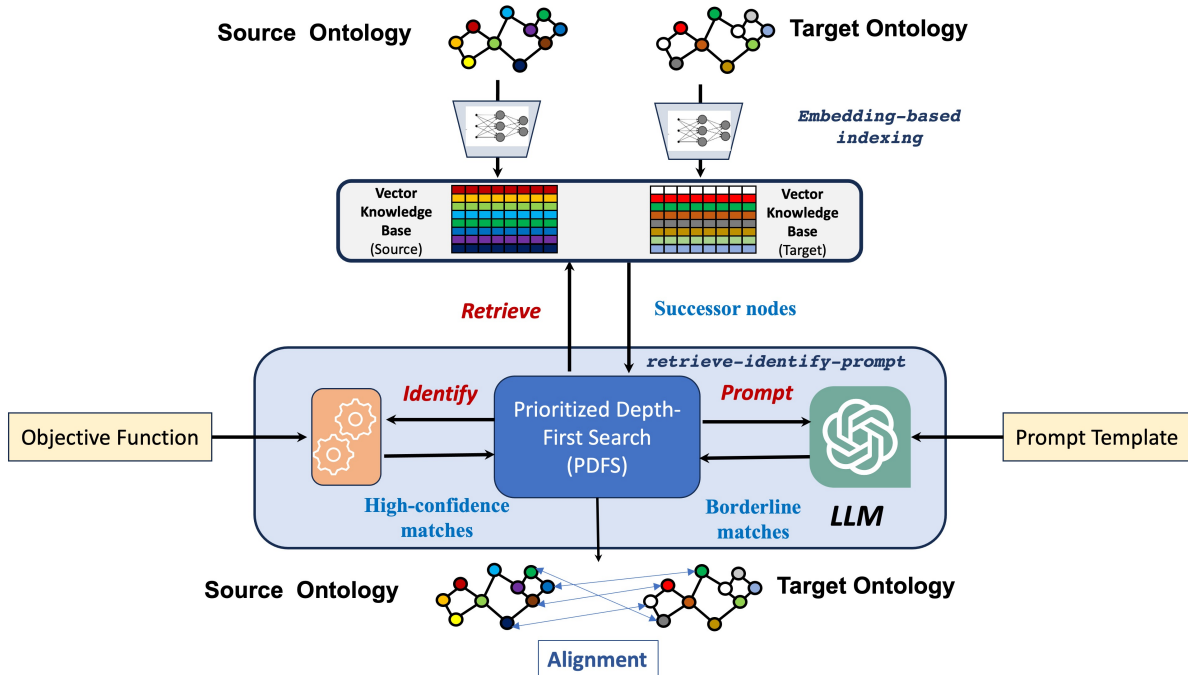 Source Ontology
Target Ontology
Embedding-based
indexing
Vector
Knowledge
Base
(Source)
Vector
Knowledge
Base
(Target)
Retrieve
Successor nodes
retrieve-identify-prompt
Identify
Prompt
Prioritized Depth-
First Search
(PDFS)
Objective Function
Prompt Template
High-confidence
matches
Borderline
matches
LLM
Source Ontology
Target Ontology
Alignment